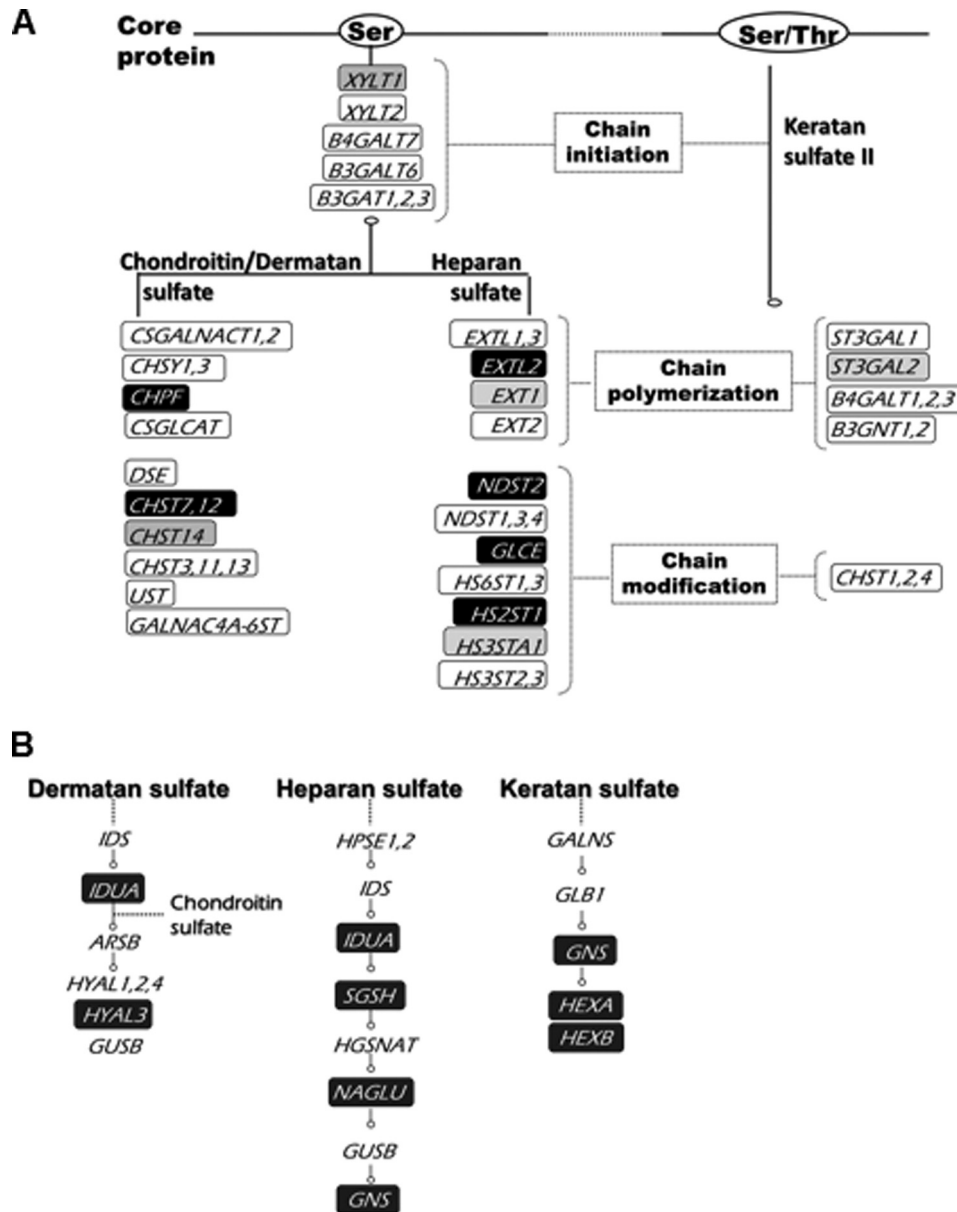 A
Core
protein
Ser
Ser/Thr
XYLT1
XYLT2
B4GALT7
B3GALT6
B3GAT1,2,3
Chain
initiation
Keratan
sulfate II
Chondroitin/Dermatan
sulfate
Heparan
sulfate
CSGALNACT1,2
CHSY1,3
CHPF
CSGLCAT
EXTL1,3
EXTL2
EXT1
EXT2
Chain
polymerization
ST3GAL1
ST3GAL2
B4GALT1,2,3
B3GNT1,2
DSE
CHST7,12
CHST14
CHST3,11,13
UST
GALNAC4A-6ST
NDST2
NDST1,3,4
GLCE
HS6ST1,3
HS2ST1
HS3STA1
HS3ST2,3
Chain
modification
CHST1,2,4
B
Dermatan sulfate
IDS
IDUA
Chondroitin
sulfate
ARSB
HYAL1,2,4
HYAL3
GUSB
Heparan sulfate
HPSE1,2
IDS
IDUA
SGSH
HGSNAT
NAGLU
GUSB
GNS
Keratan sulfate
GALNS
GLB1
GNS
HEXA
HEXB